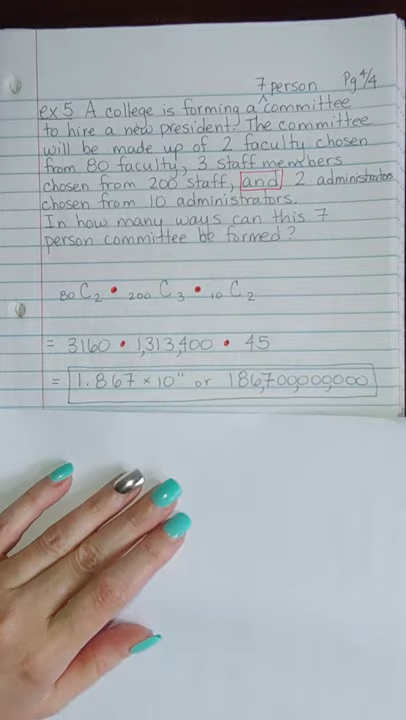 7 person Pg 4/4
ex 5 A college is forming a ^ committee
to hire a new president. The committee
will be made up of 2 faculty chosen
from 80 faculty, 3 staff members
chosen from 200 staff, and 2 administrators
chosen from 10 administrators.
In how many ways can this 7
person committee be formed?
₈₀C₂ • ₂₀₀C₃ • ₁₀C₂
= 3160 • 1,313,400 • 45
= 1.867 × 10¹¹ or 186,700,000,000